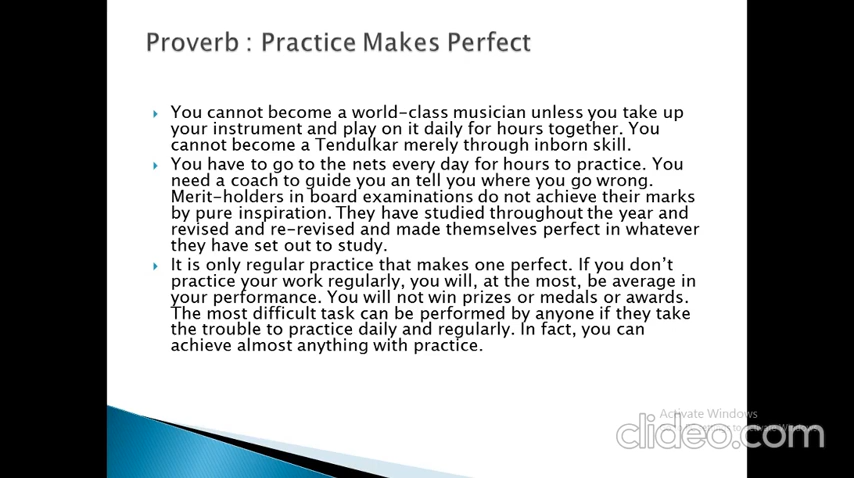 Proverb : Practice Makes Perfect
You cannot become a world-class musician unless you take up
your instrument and play on it daily for hours together. You
cannot become a Tendulkar merely through inborn skill.
You have to go to the nets every day for hours to practice. You
need a coach to guide you an tell you where you go wrong.
Merit-holders in board examinations do not achieve their marks
by pure inspiration. They have studied throughout the year and
revised and re-revised and made themselves perfect in whatever
they have set out to study.
It is only regular practice that makes one perfect. If you don't
practice your work regularly, you will, at the most, be average in
your performance. You will not win prizes or medals or awards.
The most difficult task can be performed by anyone if they take
the trouble to practice daily and regularly. In fact, you can
achieve almost anything with practice.
Activate Windows
clideo.com